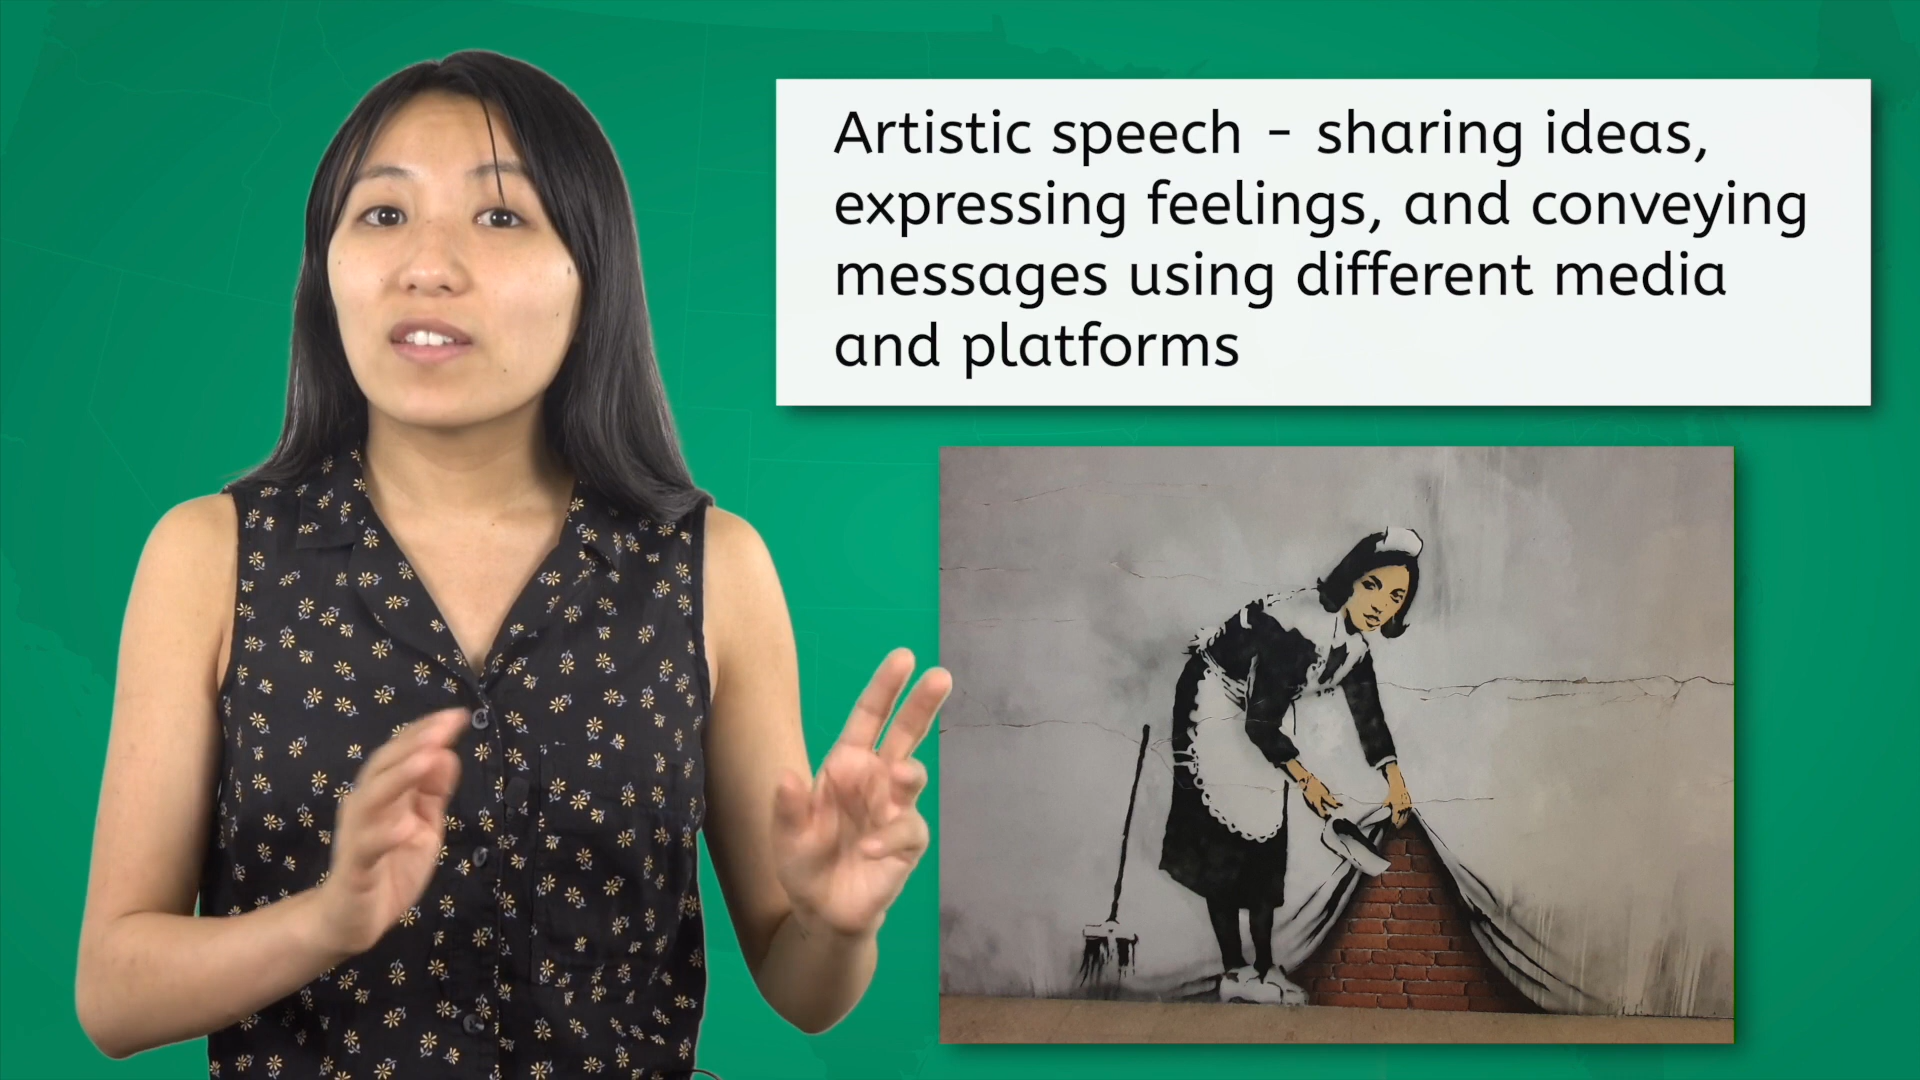 Artistic speech - sharing ideas,
expressing feelings, and conveying
messages using different media
and platforms